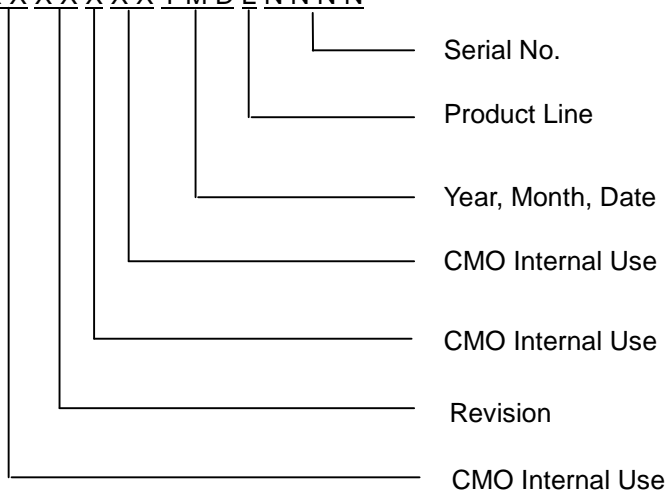 X X X X X X Y M D L N N N N
Serial No.
Product Line
Year, Month, Date
CMO Internal Use
CMO Internal Use
Revision
CMO Internal Use